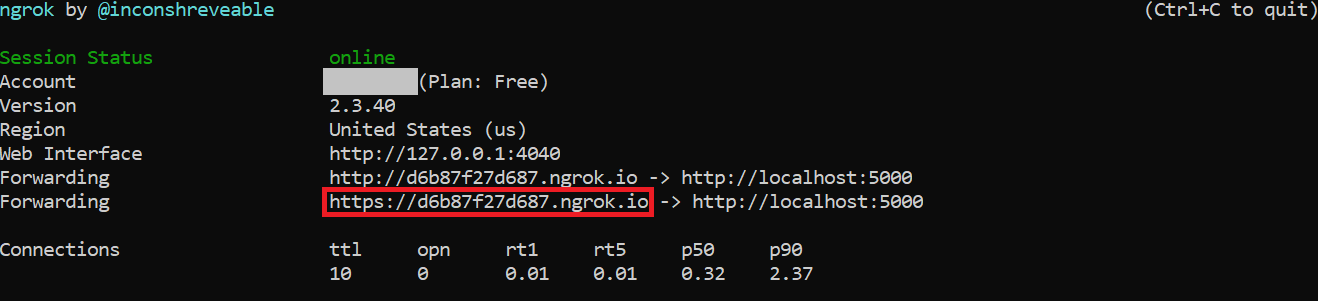 ngrok by @inconshreveable (Ctrl+C to quit)
Session Status online
Account (Plan: Free)
Version 2.3.40
Region United States (us)
Web Interface http://127.0.0.1:4040
Forwarding http://d6b87f27d687.ngrok.io -> http://localhost:5000
Forwarding https://d6b87f27d687.ngrok.io -> http://localhost:5000
Connections ttl opn rt1 rt5 p50 p90
10 0 0.01 0.01 0.32 2.37